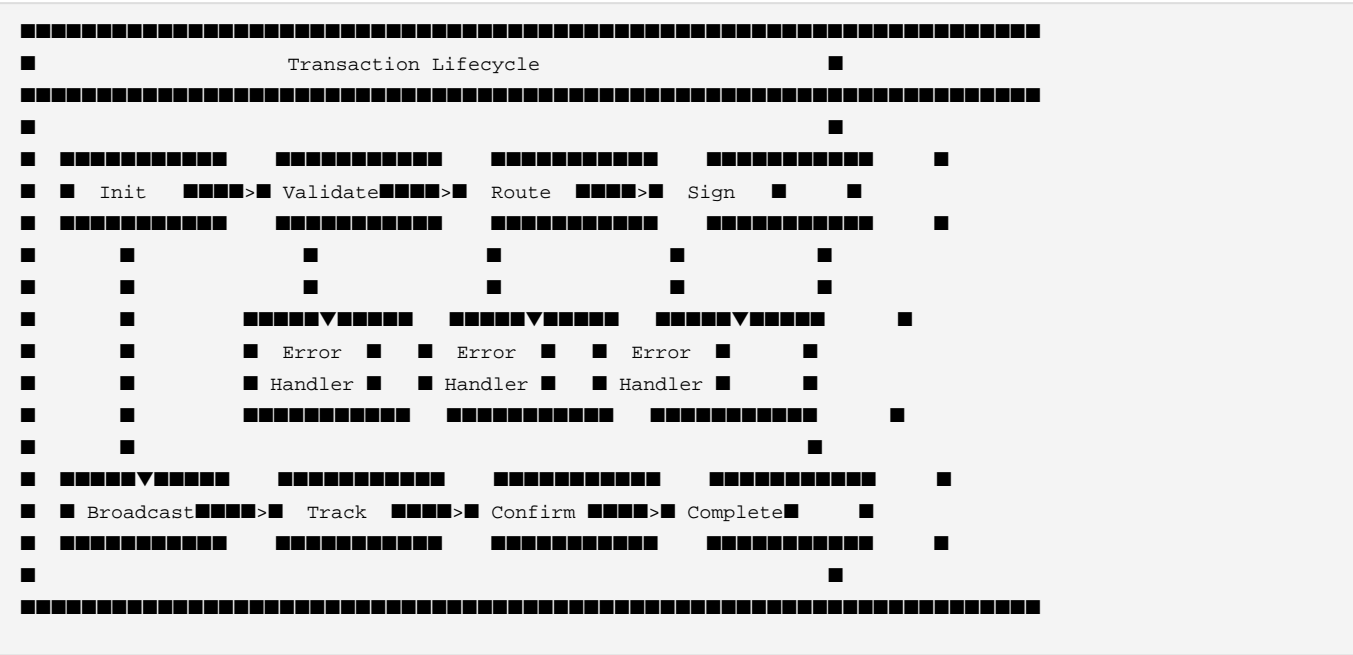 Transaction Lifecycle
Init > Validate > Route > Sign
Error Error Error
Handler Handler Handler
Broadcast > Track > Confirm > Complete